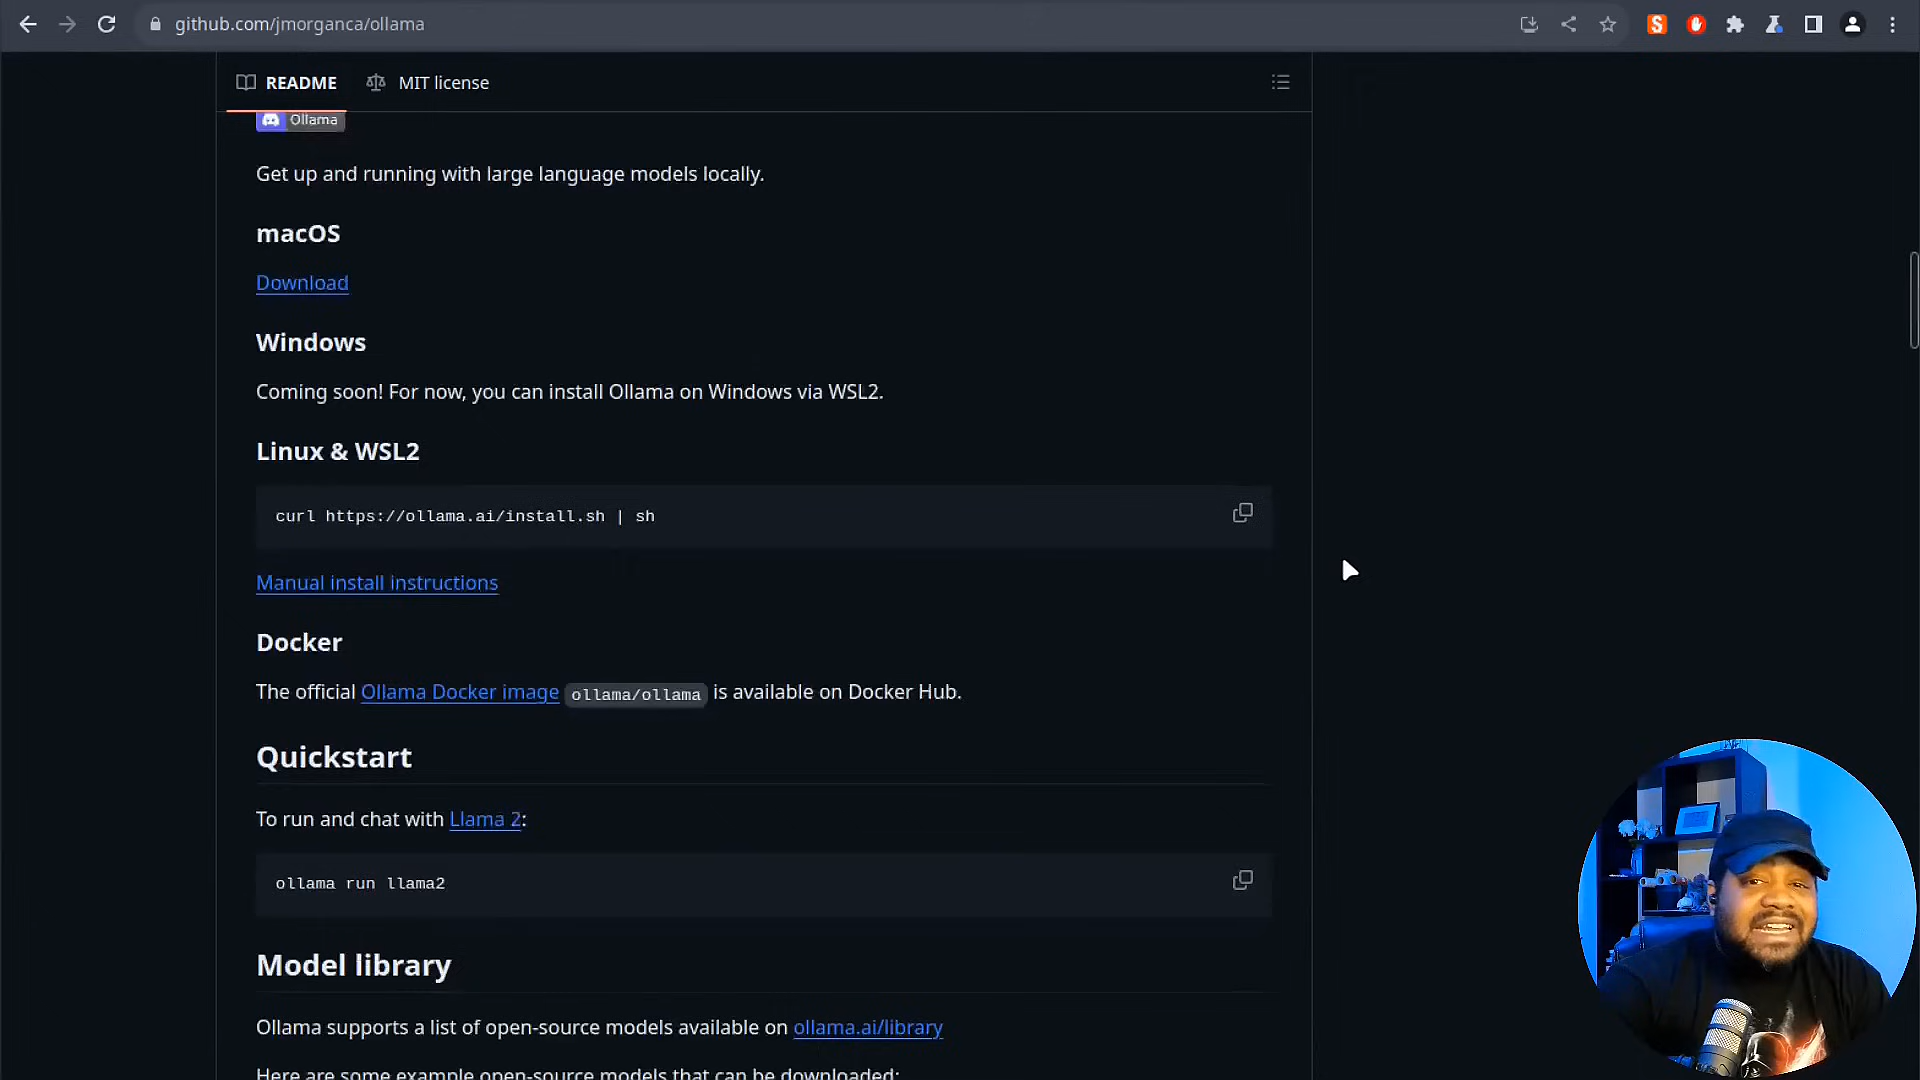 github.com/jmorganca/ollama
README
MIT license
Ollama
Get up and running with large language models locally.
macOS
Download
Windows
Coming soon! For now, you can install Ollama on Windows via WSL2.
Linux & WSL2
curl https://ollama.ai/install.sh | sh
Manual install instructions
Docker
The official Ollama Docker image ollama/ollama is available on Docker Hub.
Quickstart
To run and chat with Llama 2:
ollama run llama2
Model library
Ollama supports a list of open-source models available on ollama.ai/library
Here are some example open-source models that can be downloaded: